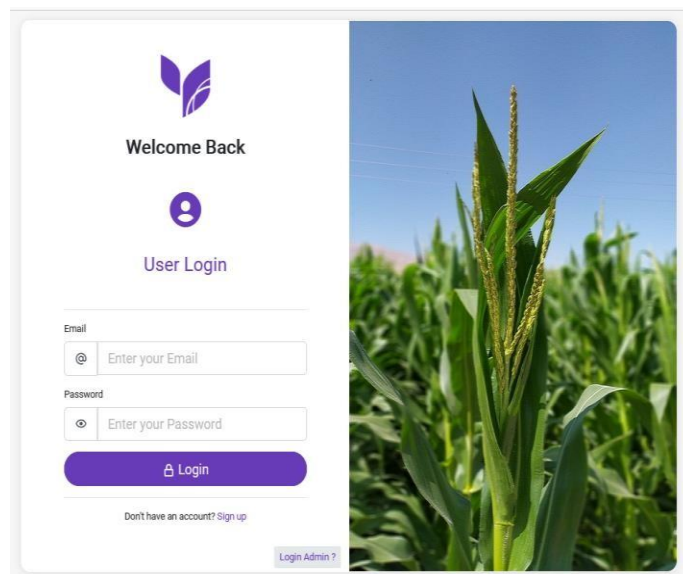 Welcome Back
User Login
Email
@ Enter your Email
Password
Enter your Password
Login
Don't have an account? Sign up
Login Admin ?